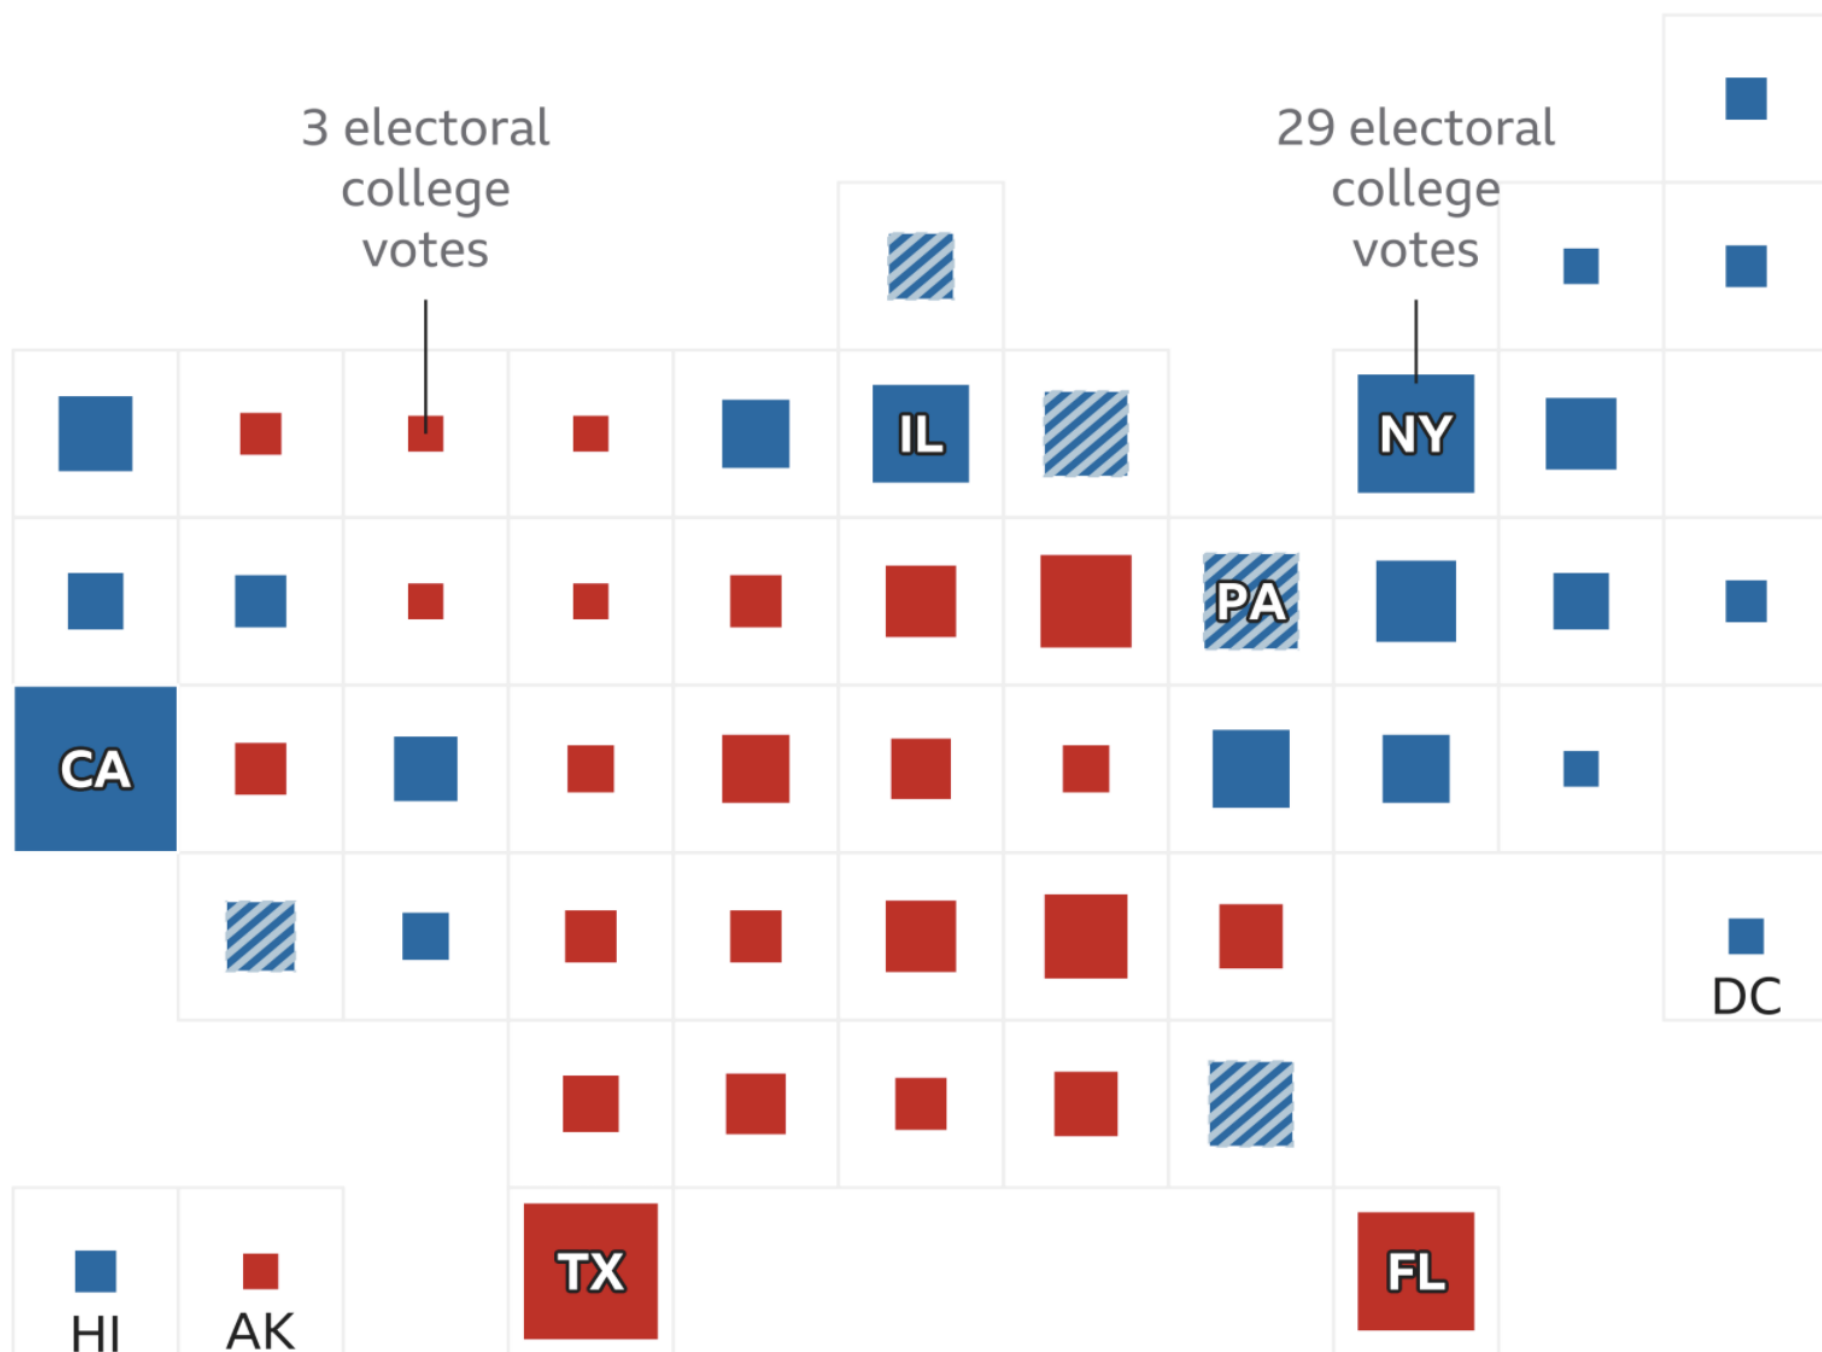 3 electoral
college
votes
29 electoral
college
votes
IL
NY
PA
CA
DC
TX
FL
HI
AK